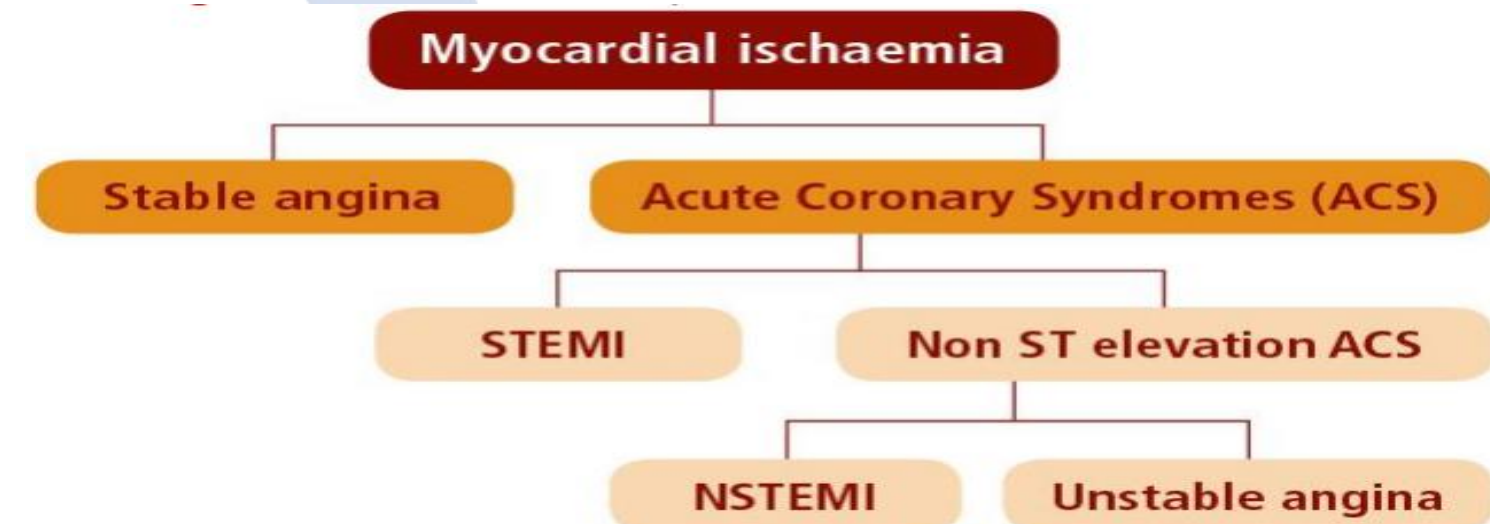 Myocardial ischaemia
Stable angina
Acute Coronary Syndromes (ACS)
STEMI
Non ST elevation ACS
NSTEMI
Unstable angina